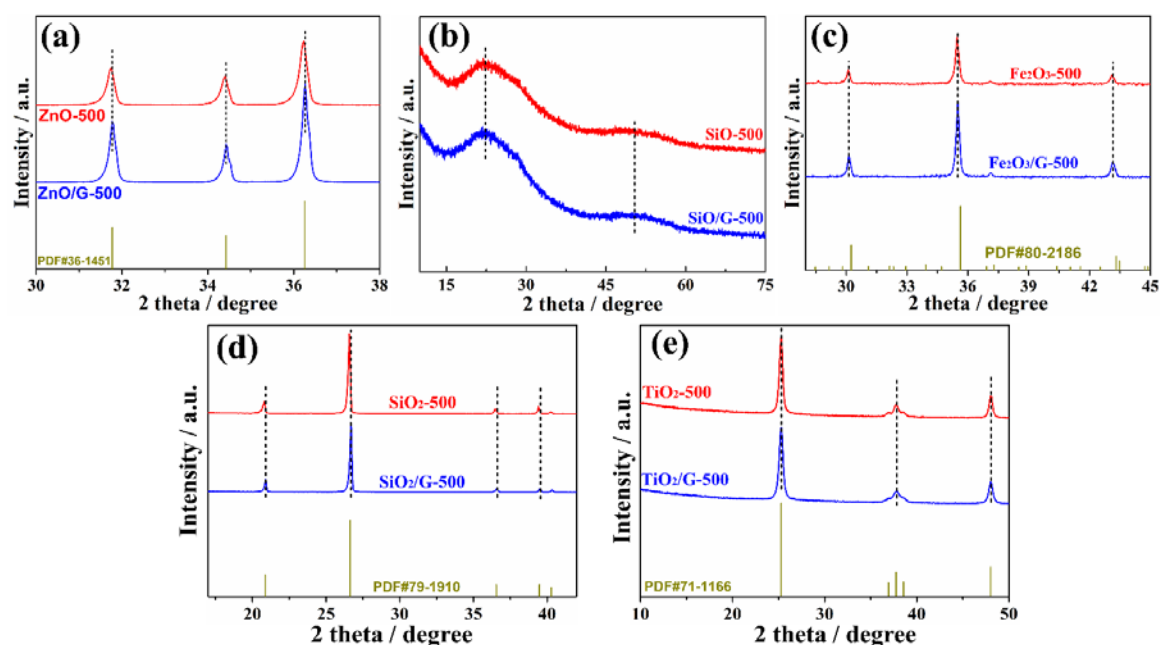 (a)
Intensity / a.u.
ZnO-500
ZnO/G-500
PDF#36-1451
30 32 34 36 38
2 theta / degree
(b)
Intensity / a.u.
SiO-500
SiO/G-500
15 30 45 60 75
2 theta / degree
(c)
Intensity / a.u.
Fe₂O₃-500
Fe₂O₃/G-500
PDF#80-2186
30 33 36 39 42 45
2 theta / degree
(d)
Intensity / a.u.
SiO₂-500
SiO₂/G-500
PDF#79-1910
20 25 30 35 40
2 theta / degree
(e)
Intensity / a.u.
TiO₂-500
TiO₂/G-500
PDF#71-1166
10 20 30 40 50
2 theta / degree